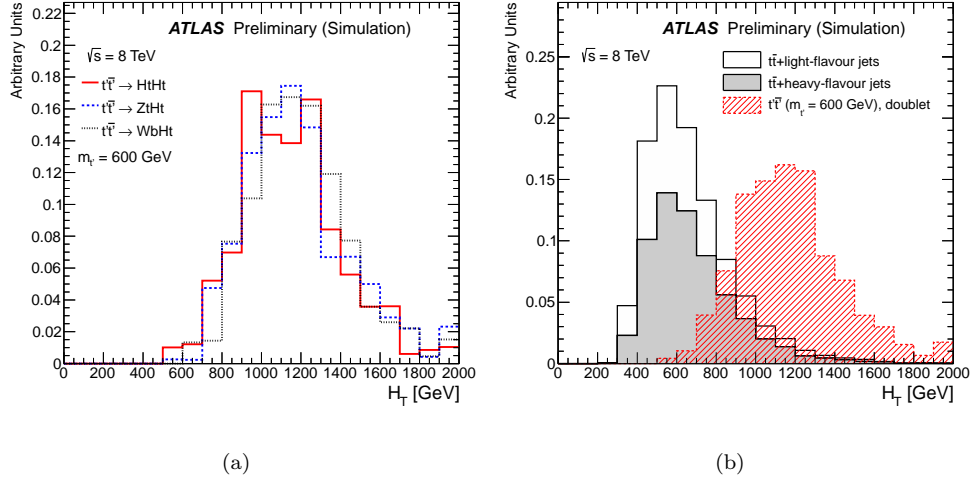 Arbitrary Units
0.22
0.2
0.18
0.16
0.14
0.12
0.1
0.08
0.06
0.04
0.02
0
ATLAS Preliminary (Simulation)
√s = 8 TeV
t't̄' → HtHt
t't̄' → ZtHt
t't̄' → WbHt
m_t' = 600 GeV
0 200 400 600 800 1000 1200 1400 1600 1800 2000
H_T [GeV]
(a)
Arbitrary Units
0.25
0.2
0.15
0.1
0.05
0
ATLAS Preliminary (Simulation)
√s = 8 TeV
tt̄+light-flavour jets
tt̄+heavy-flavour jets
t't̄' (m_t' = 600 GeV), doublet
0 200 400 600 800 1000 1200 1400 1600 1800 2000
H_T [GeV]
(b)